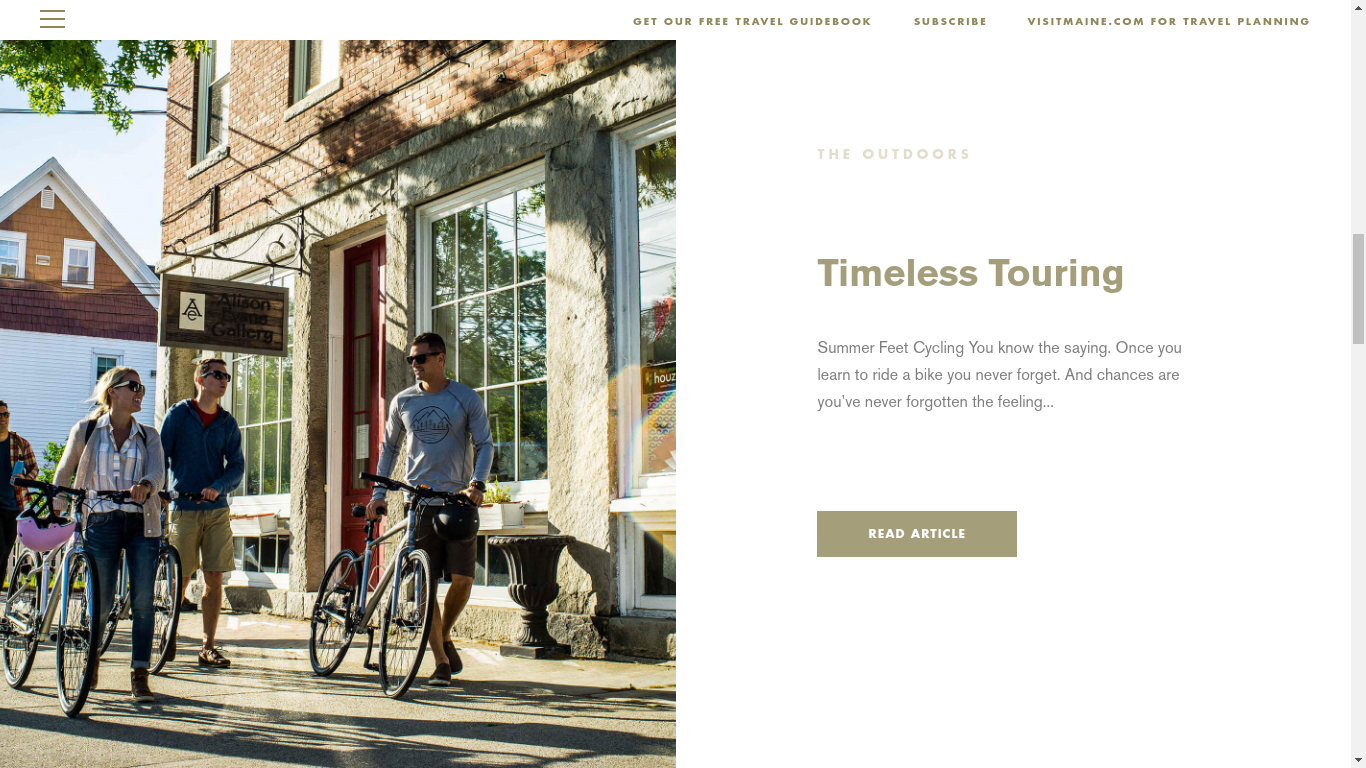 GET OUR FREE TRAVEL GUIDEBOOK
SUBSCRIBE
VISITMAINE.COM FOR TRAVEL PLANNING
Alison
Gallery
houz
THE OUTDOORS
Timeless Touring
Summer Feet Cycling You know the saying. Once you
learn to ride a bike you never forget. And chances are
you've never forgotten the feeling...
READ ARTICLE